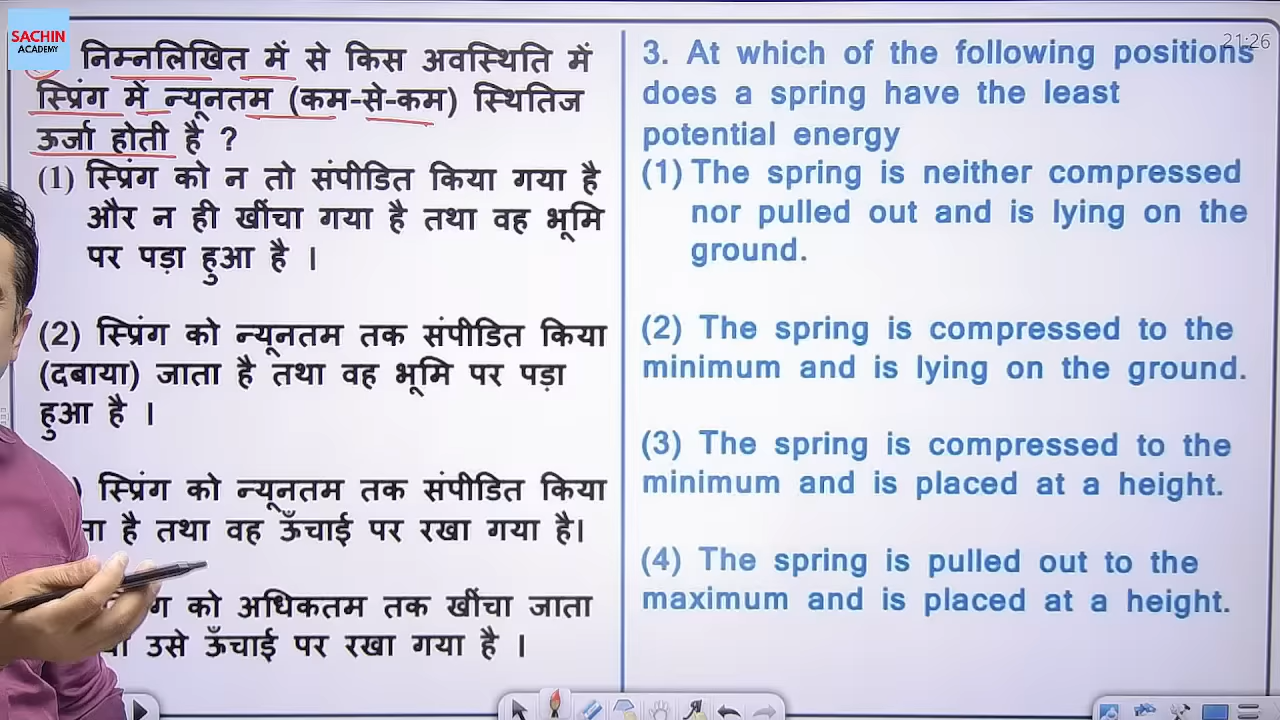 SACHIN
ACADEMY
21:26
निम्नलिखित में से किस अवस्थिति में
स्प्रिंग में न्यूनतम (कम-से-कम) स्थितिज
ऊर्जा होती है ?
(1) स्प्रिंग को न तो संपीडित किया गया है
और न ही खींचा गया है तथा वह भूमि
पर पड़ा हुआ है ।
(2) स्प्रिंग को न्यूनतम तक संपीडित किया
(दबाया) जाता है तथा वह भूमि पर पड़ा
हुआ है ।
स्प्रिंग को न्यूनतम तक संपीडित किया
है तथा वह ऊँचाई पर रखा गया है।
को अधिकतम तक खींचा जाता
उसे ऊँचाई पर रखा गया है ।
3. At which of the following positions
does a spring have the least
potential energy
(1) The spring is neither compressed
nor pulled out and is lying on the
ground.
(2) The spring is compressed to the
minimum and is lying on the ground.
(3) The spring is compressed to the
minimum and is placed at a height.
(4) The spring is pulled out to the
maximum and is placed at a height.